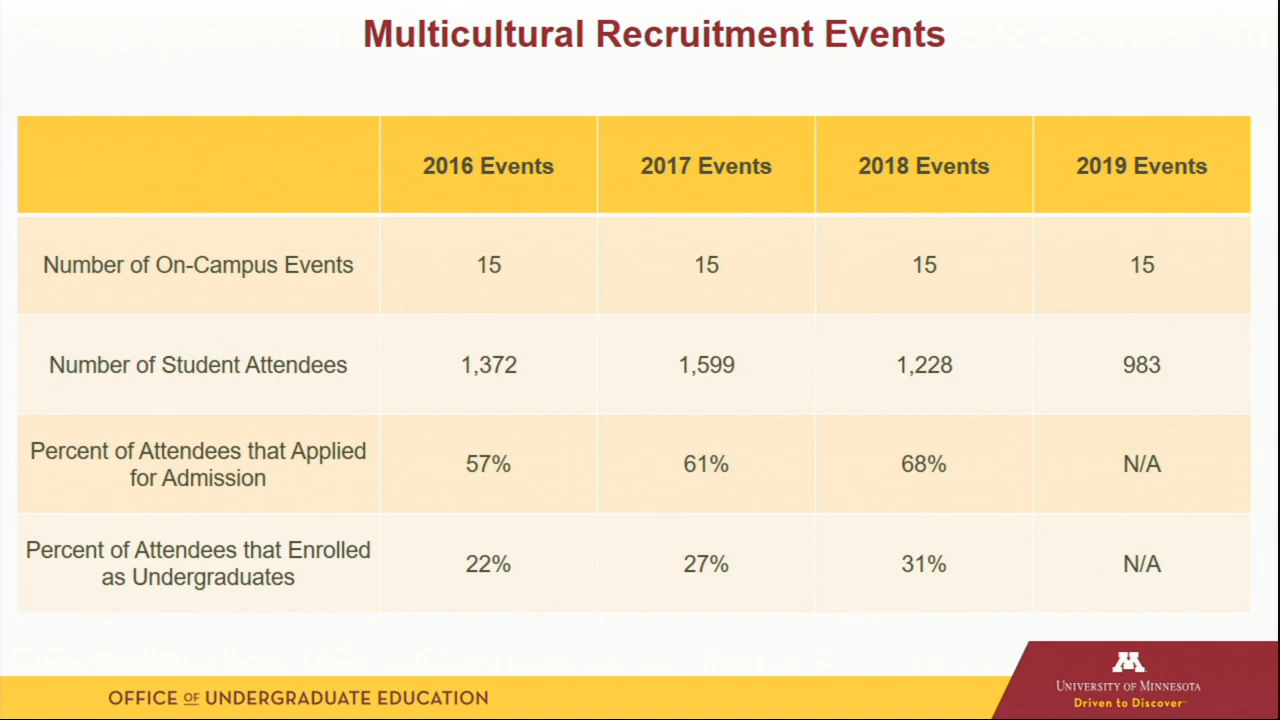 Multicultural Recruitment Events
2016 Events 2017 Events 2018 Events 2019 Events
Number of On-Campus Events 15 15 15 15
Number of Student Attendees 1,372 1,599 1,228 983
Percent of Attendees that Applied
for Admission 57% 61% 68% N/A
Percent of Attendees that Enrolled
as Undergraduates 22% 27% 31% N/A
OFFICE OF UNDERGRADUATE EDUCATION
M
UNIVERSITY OF MINNESOTA
Driven to Discover℠